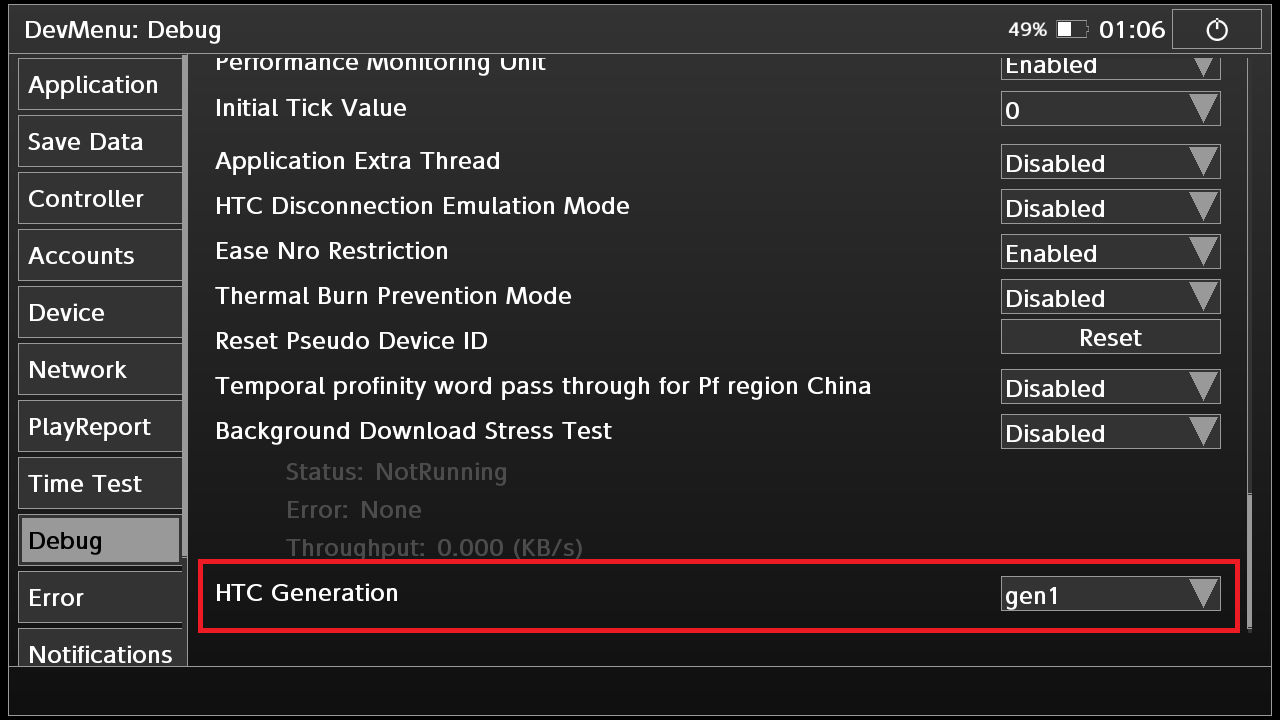 DevMenu: Debug
49% 01:06
Application
Save Data
Controller
Accounts
Device
Network
PlayReport
Time Test
Debug
Error
Notifications
Performance Monitoring Unit Enabled
Initial Tick Value 0
Application Extra Thread Disabled
HTC Disconnection Emulation Mode Disabled
Ease Nro Restriction Enabled
Thermal Burn Prevention Mode Disabled
Reset Pseudo Device ID Reset
Temporal profinity word pass through for Pf region China Disabled
Background Download Stress Test Disabled
Status: NotRunning
Error: None
Throughput: 0.000 (KB/s)
HTC Generation gen1